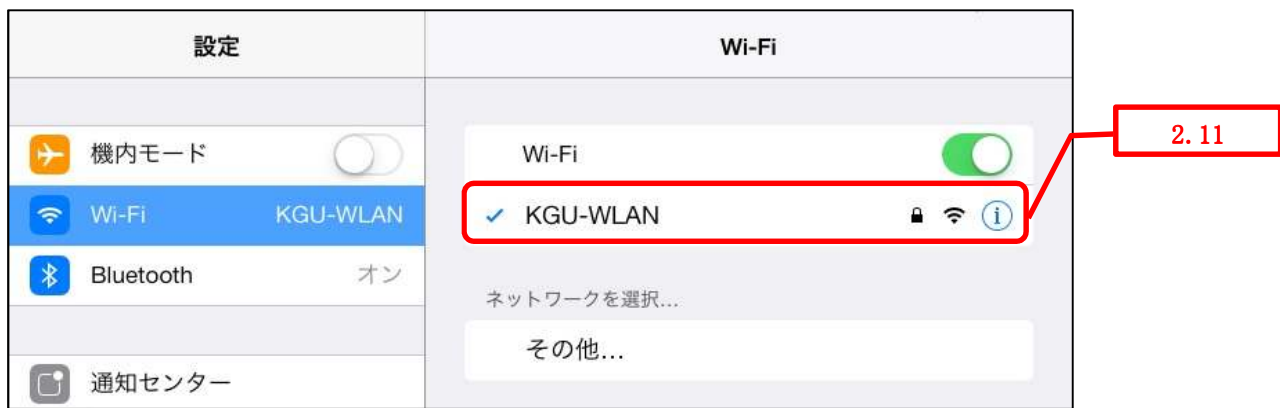 設定
機内モード
Wi-Fi KGU-WLAN
Bluetooth オン
通知センター
Wi-Fi
Wi-Fi
KGU-WLAN
ネットワークを選択...
その他...
2.11